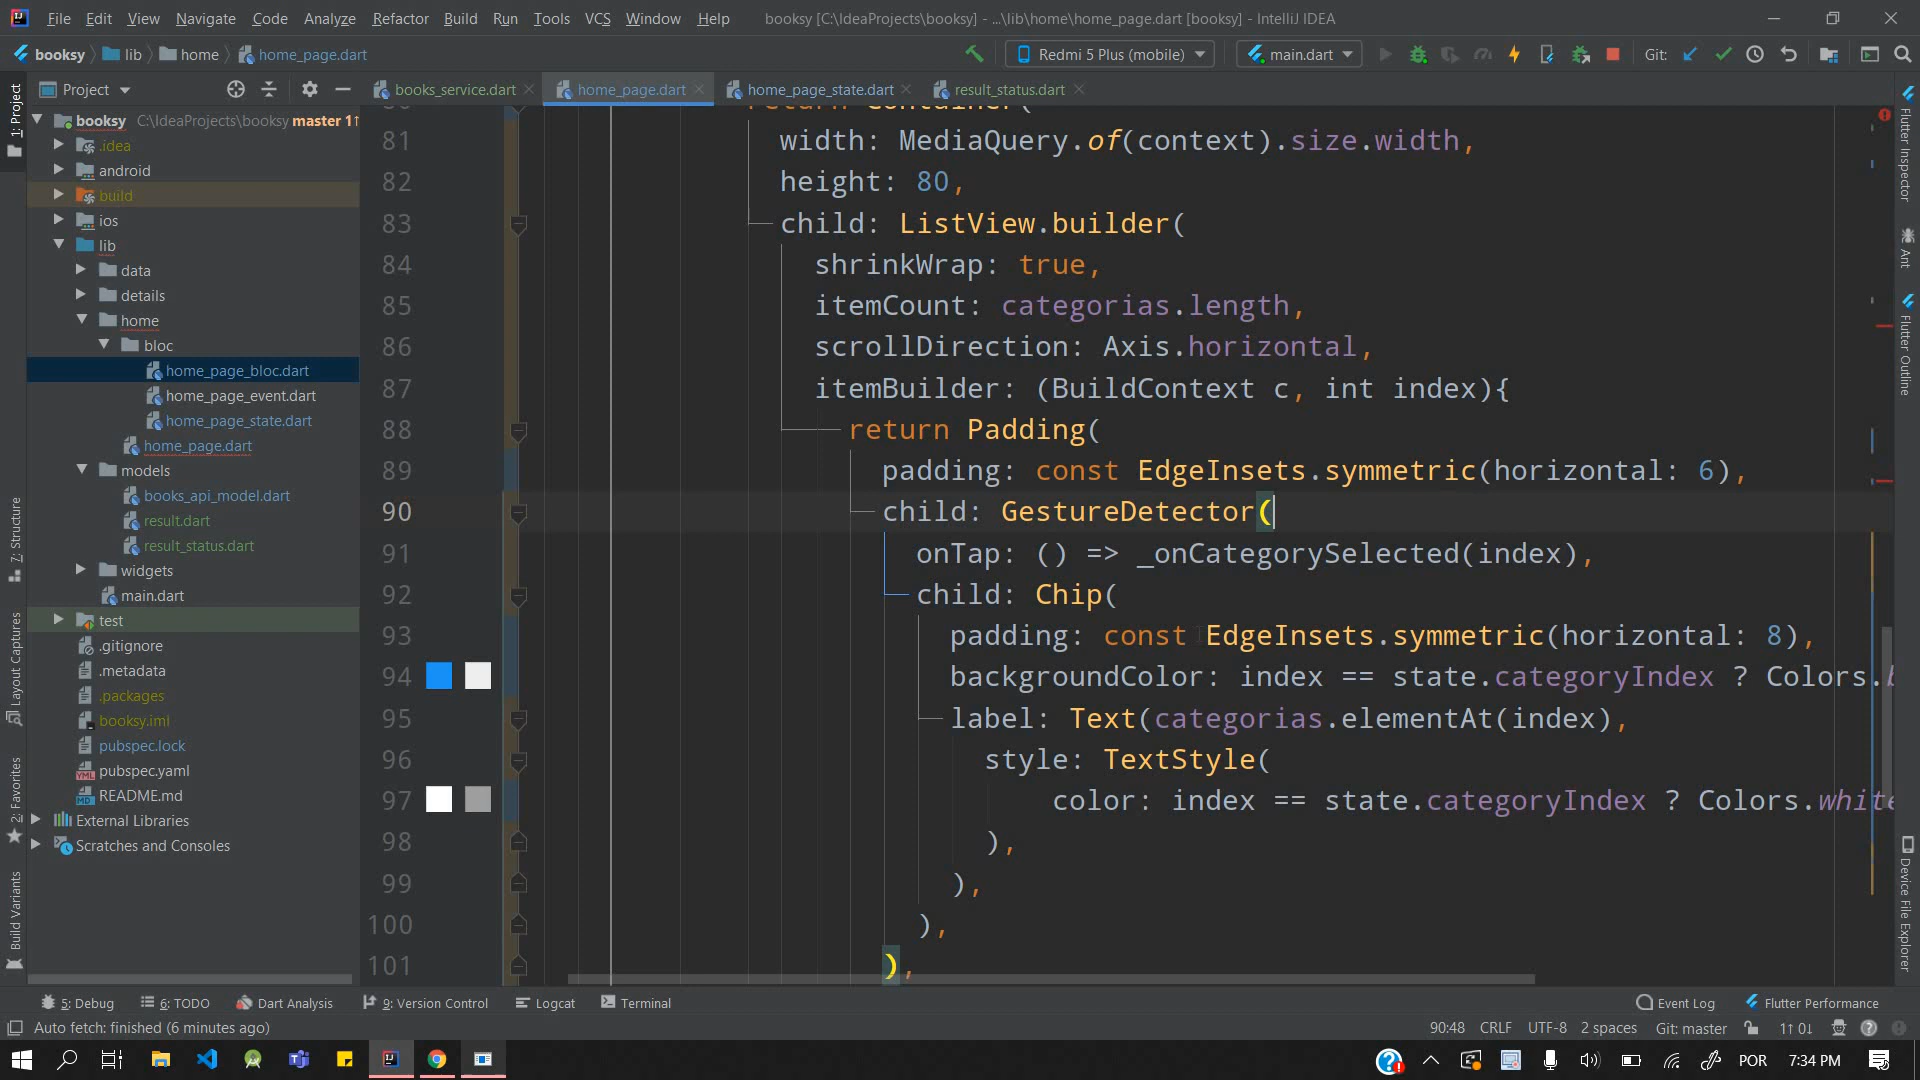 File Edit View Navigate Code Analyze Refactor Build Run Tools VCS Window Help booksy [C:\IdeaProjects\booksy] - ...\lib\home\home_page.dart [booksy] - IntelliJ IDEA
booksy lib home home_page.dart Redmi 5 Plus (mobile) main.dart Git:
1: Project
7: Structure
Layout Captures
2: Favorites
Build Variants
Project
booksy C:\IdeaProjects\booksy master 1↑
.idea
android
build
ios
lib
data
details
home
bloc
home_page_bloc.dart
home_page_event.dart
home_page_state.dart
home_page.dart
models
books_api_model.dart
result.dart
result_status.dart
widgets
main.dart
test
.gitignore
.metadata
.packages
booksy.iml
pubspec.lock
pubspec.yaml
README.md
External Libraries
Scratches and Consoles
books_service.dart home_page.dart home_page_state.dart result_status.dart
80 return Container(
81 width: MediaQuery.of(context).size.width,
82 height: 80,
83 child: ListView.builder(
84 shrinkWrap: true,
85 itemCount: categorias.length,
86 scrollDirection: Axis.horizontal,
87 itemBuilder: (BuildContext c, int index){
88 return Padding(
89 padding: const EdgeInsets.symmetric(horizontal: 6),
90 child: GestureDetector(
91 onTap: () => _onCategorySelected(index),
92 child: Chip(
93 padding: const EdgeInsets.symmetric(horizontal: 8),
94 backgroundColor: index == state.categoryIndex ? Colors.b
95 label: Text(categorias.elementAt(index),
96 style: TextStyle(
97 color: index == state.categoryIndex ? Colors.white
98 ),
99 ),
100 ),
101 ),
Flutter Inspector
Ant
Flutter Outline
Device File Explorer
5: Debug 6: TODO Dart Analysis 9: Version Control Logcat Terminal Event Log Flutter Performance
Auto fetch: finished (6 minutes ago) 90:48 CRLF UTF-8 2 spaces Git: master 1↑ 0↓
POR 7:34 PM